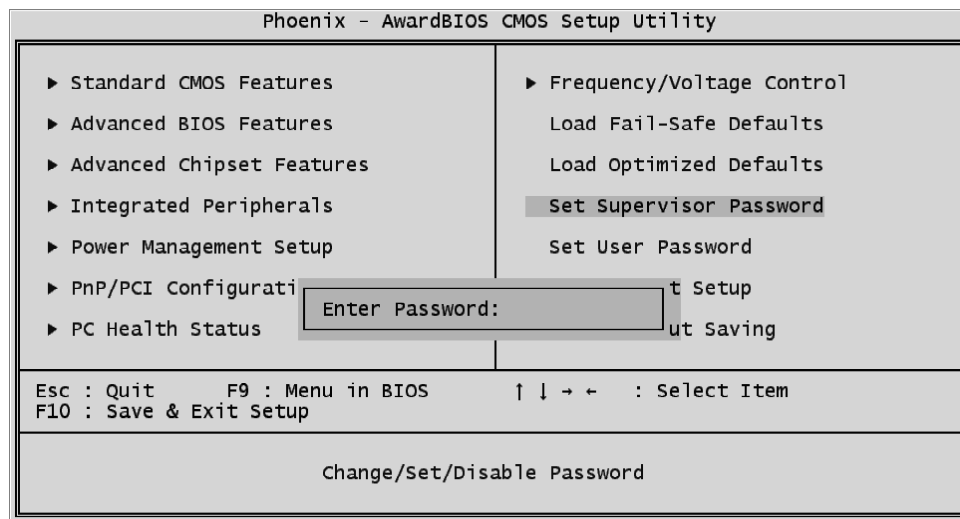 Phoenix - AwardBIOS CMOS Setup Utility
▶ Standard CMOS Features
▶ Advanced BIOS Features
▶ Advanced Chipset Features
▶ Integrated Peripherals
▶ Power Management Setup
▶ PnP/PCI Configurati
▶ PC Health Status
▶ Frequency/Voltage Control
Load Fail-Safe Defaults
Load Optimized Defaults
Set Supervisor Password
Set User Password
t Setup
ut Saving
Enter Password:
Esc : Quit F9 : Menu in BIOS ↑ ↓ → ← : Select Item
F10 : Save & Exit Setup
Change/Set/Disable Password